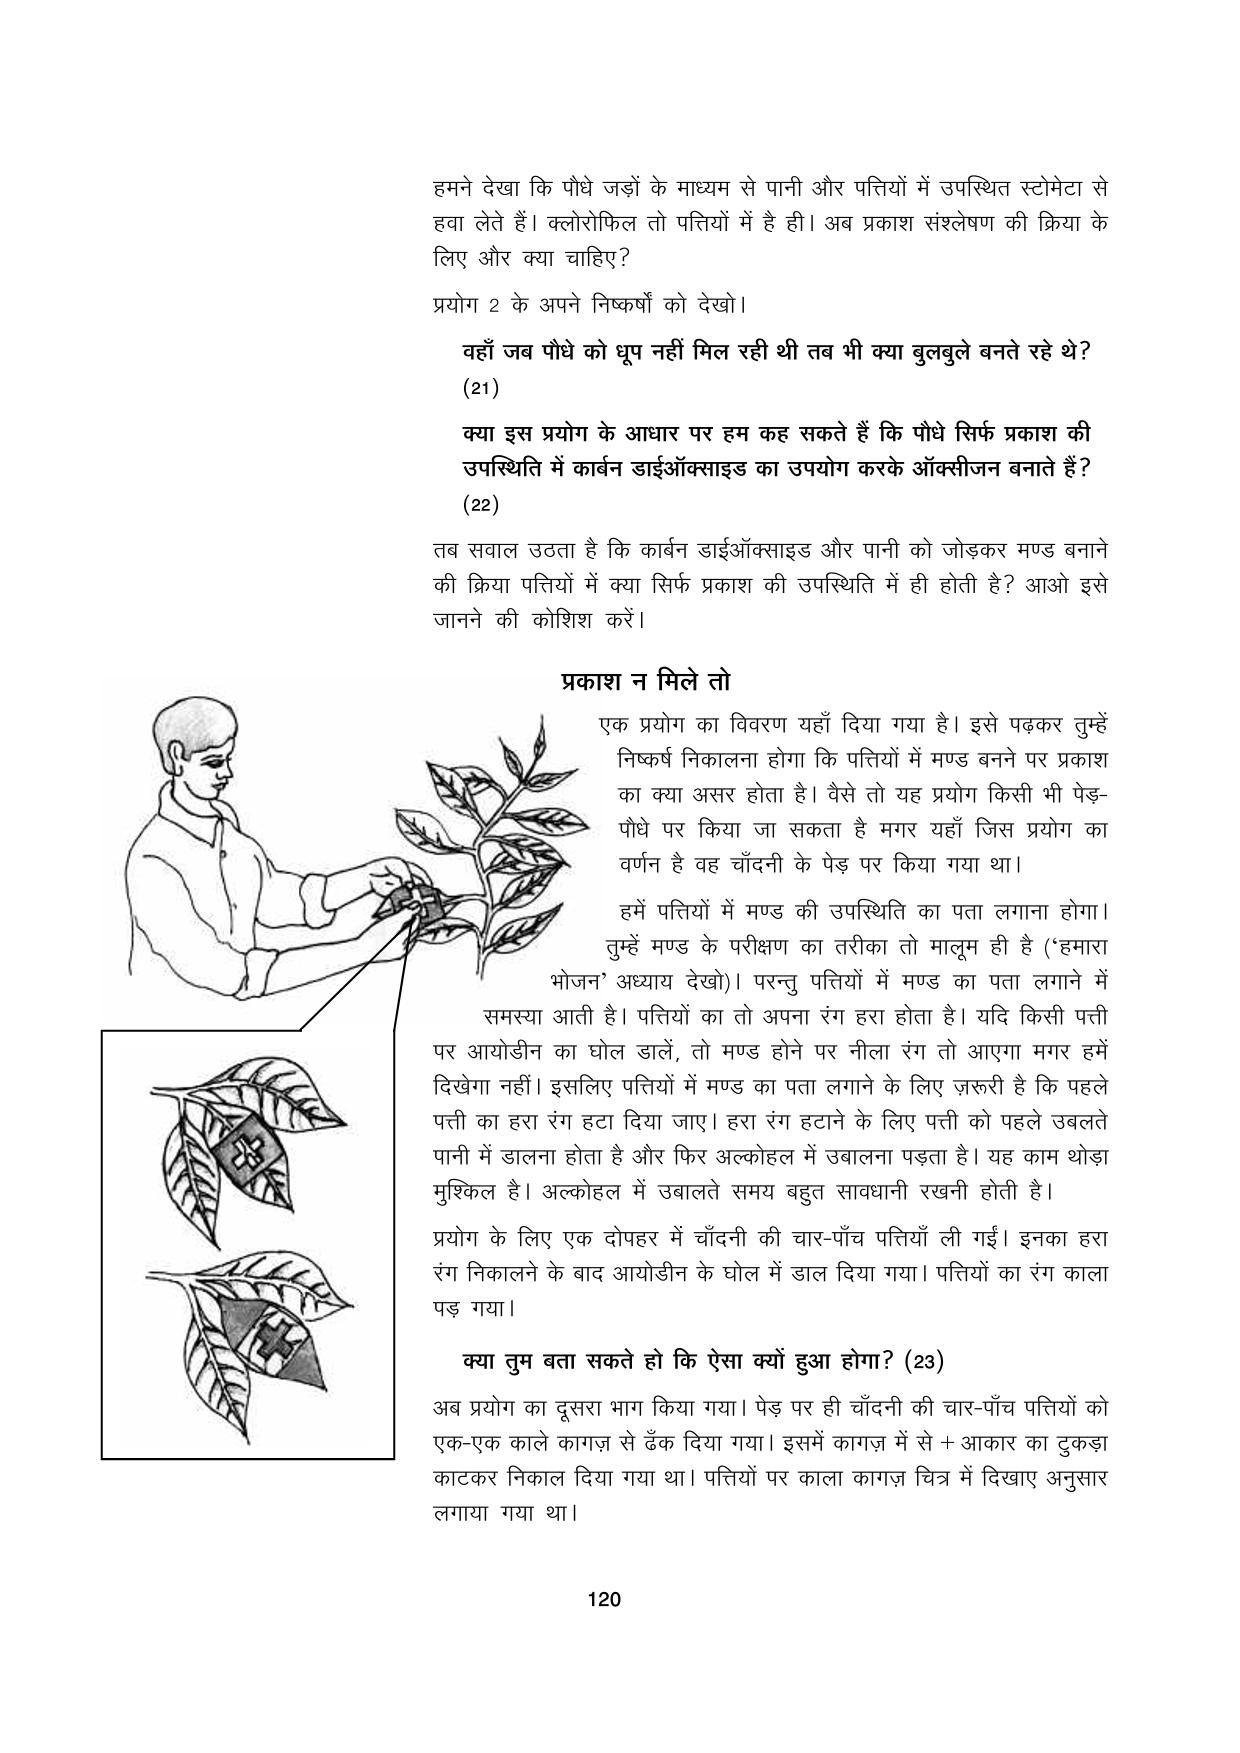 हमने देखा कि पौधे जड़ों के माध्यम से पानी और पत्तियों में उपस्थित स्टोमेटा से
हवा लेते हैं। क्लोरोफिल तो पत्तियों में है ही। अब प्रकाश संश्लेषण की क्रिया के
लिए और क्या चाहिए?
प्रयोग 2 के अपने निष्कर्षों को देखो।
वहाँ जब पौधे को धूप नहीं मिल रही थी तब भी क्या बुलबुले बनते रहे थे?
(21)
क्या इस प्रयोग के आधार पर हम कह सकते हैं कि पौधे सिर्फ प्रकाश की
उपस्थिति में कार्बन डाईऑक्साइड का उपयोग करके ऑक्सीजन बनाते हैं?
(22)
तब सवाल उठता है कि कार्बन डाईऑक्साइड और पानी को जोड़कर मण्ड बनाने
की क्रिया पत्तियों में क्या सिर्फ प्रकाश की उपस्थिति में ही होती है? आओ इसे
जानने की कोशिश करें।
प्रकाश न मिले तो
एक प्रयोग का विवरण यहाँ दिया गया है। इसे पढ़कर तुम्हें
निष्कर्ष निकालना होगा कि पत्तियों में मण्ड बनने पर प्रकाश
का क्या असर होता है। वैसे तो यह प्रयोग किसी भी पेड़-
पौधे पर किया जा सकता है मगर यहाँ जिस प्रयोग का
वर्णन है वह चाँदनी के पेड़ पर किया गया था।
हमें पत्तियों में मण्ड की उपस्थिति का पता लगाना होगा।
तुम्हें मण्ड के परीक्षण का तरीका तो मालूम ही है (‘हमारा
भोजन’ अध्याय देखो)। परन्तु पत्तियों में मण्ड का पता लगाने में
समस्या आती है। पत्तियों का तो अपना रंग हरा होता है। यदि किसी पत्ती
पर आयोडीन का घोल डालें, तो मण्ड होने पर नीला रंग तो आएगा मगर हमें
दिखेगा नहीं। इसलिए पत्तियों में मण्ड का पता लगाने के लिए ज़रूरी है कि पहले
पत्ती का हरा रंग हटा दिया जाए। हरा रंग हटाने के लिए पत्ती को पहले उबलते
पानी में डालना होता है और फिर अल्कोहल में उबालना पड़ता है। यह काम थोड़ा
मुश्किल है। अल्कोहल में उबालते समय बहुत सावधानी रखनी होती है।
प्रयोग के लिए एक दोपहर में चाँदनी की चार-पाँच पत्तियाँ ली गईं। इनका हरा
रंग निकालने के बाद आयोडीन के घोल में डाल दिया गया। पत्तियों का रंग काला
पड़ गया।
क्या तुम बता सकते हो कि ऐसा क्यों हुआ होगा? (23)
अब प्रयोग का दूसरा भाग किया गया। पेड़ पर ही चाँदनी की चार-पाँच पत्तियों को
एक-एक काले कागज़ से ढँक दिया गया। इसमें कागज़ में से + आकार का टुकड़ा
काटकर निकाल दिया गया था। पत्तियों पर काला कागज़ चित्र में दिखाए अनुसार
लगाया गया था।
120